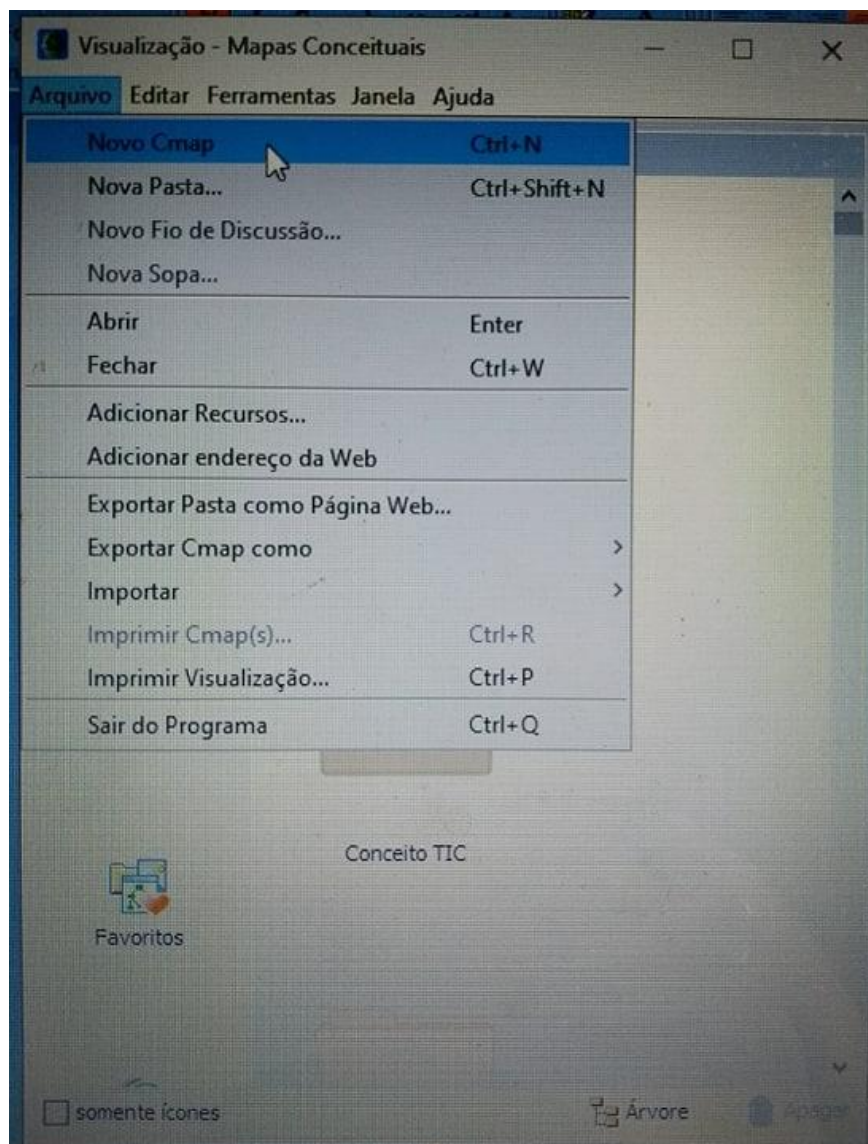 Visualização - Mapas Conceituais
Arquivo Editar Ferramentas Janela Ajuda
Novo Cmap Ctrl+N
Nova Pasta... Ctrl+Shift+N
Novo Fio de Discussão...
Nova Sopa...
Abrir Enter
Fechar Ctrl+W
Adicionar Recursos...
Adicionar endereço da Web
Exportar Pasta como Página Web...
Exportar Cmap como
Importar
Imprimir Cmap(s)... Ctrl+R
Imprimir Visualização... Ctrl+P
Sair do Programa Ctrl+Q
Conceito TIC
Favoritos
somente ícones Árvore Apagar